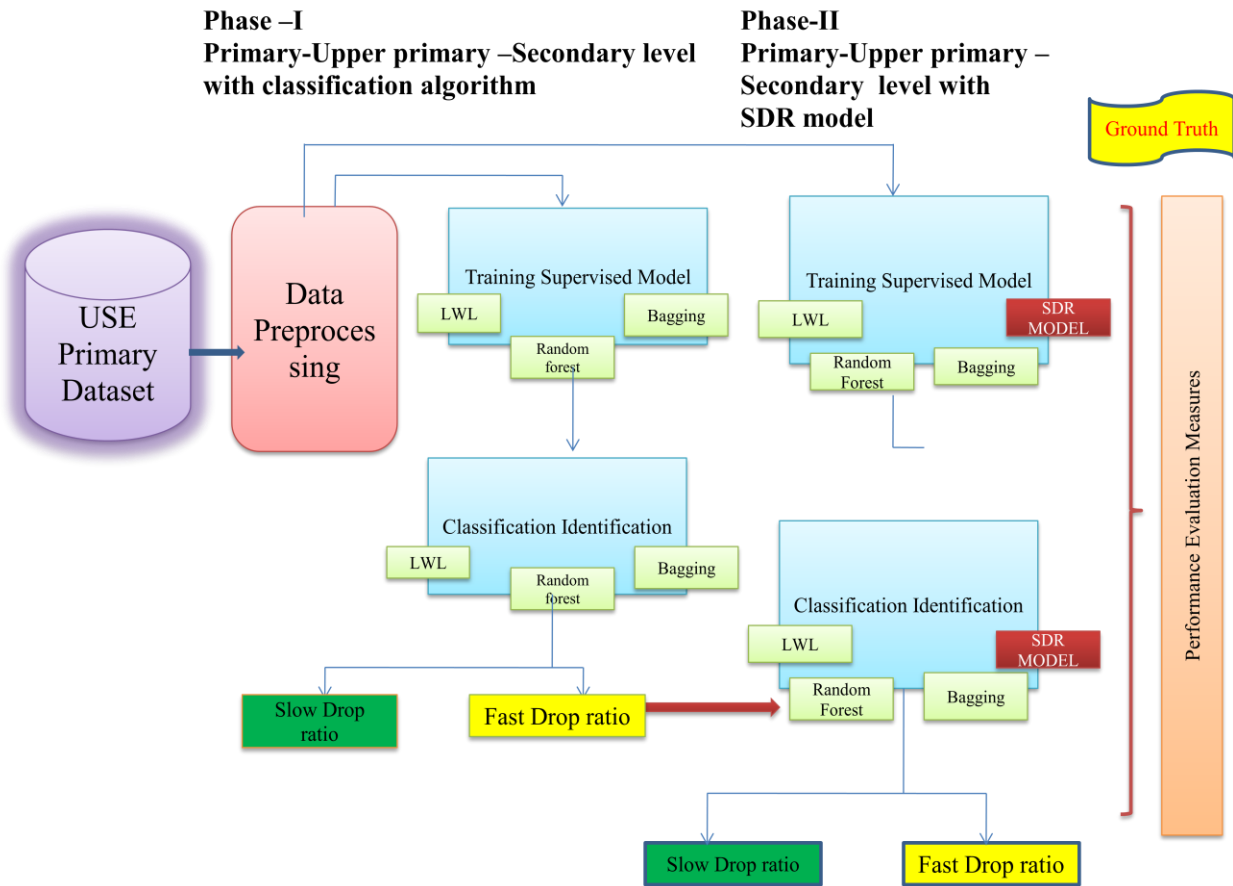 Phase –I
Primary-Upper primary –Secondary level
with classification algorithm
Phase-II
Primary-Upper primary –
Secondary level with
SDR model
Ground Truth
USE
Primary
Dataset
Data
Preproces
sing
Training Supervised Model
LWL
Bagging
Random
forest
Training Supervised Model
LWL
SDR
MODEL
Random
Forest
Bagging
Classification Identification
LWL
Bagging
Random
forest
Classification Identification
LWL
SDR
MODEL
Random
Forest
Bagging
Slow Drop
ratio
Fast Drop ratio
Slow Drop ratio
Fast Drop ratio
Performance Evaluation Measures